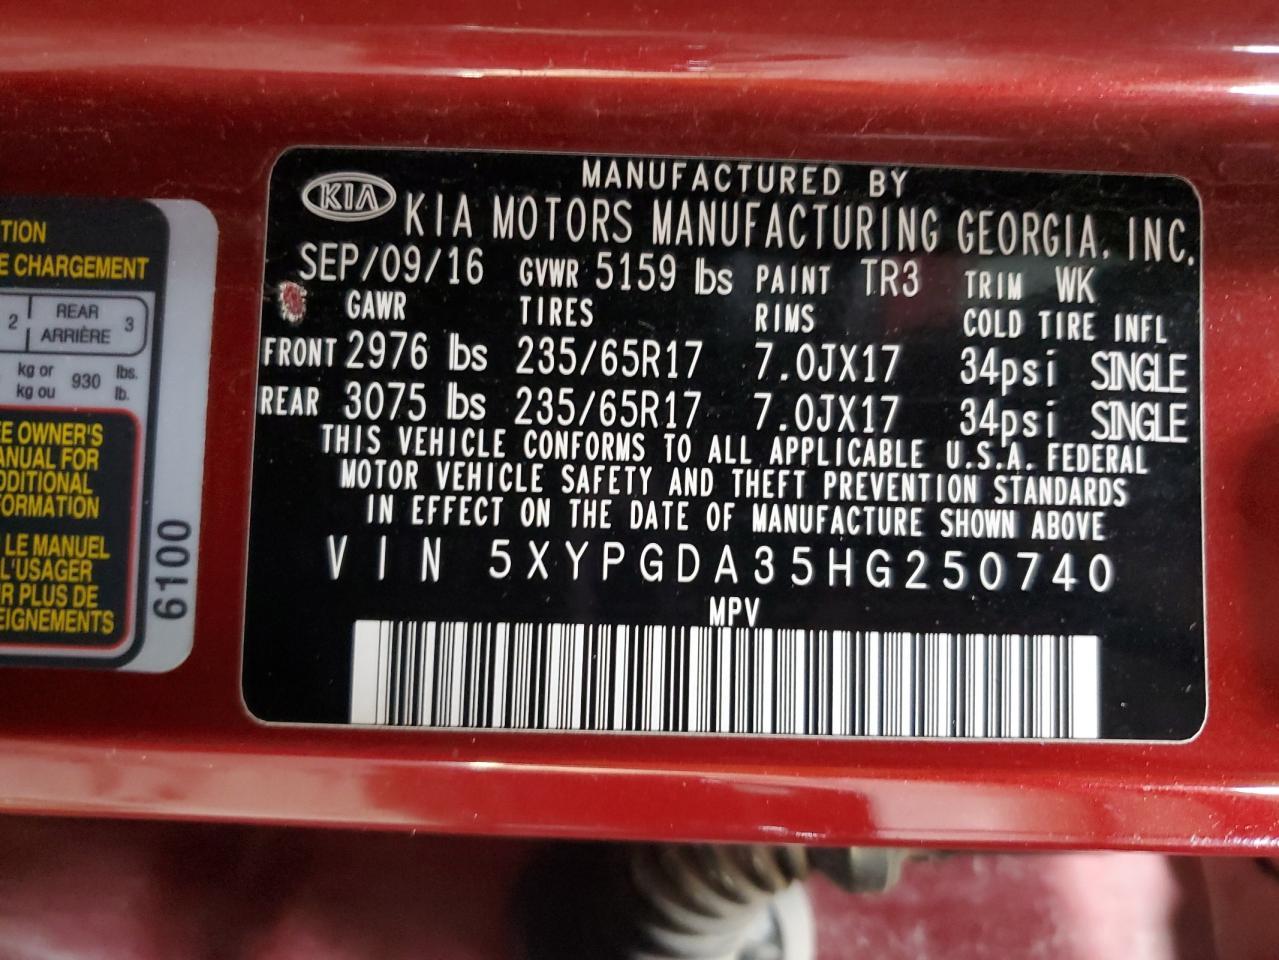 TION
E CHARGEMENT
2 REAR ARRIÈRE 3
kg or kg ou 930 lbs. lb.
EE OWNER'S
ANUAL FOR
DDITIONAL
FORMATION
LE MANUEL
L'USAGER
R PLUS DE
EIGNEMENTS
6100
MANUFACTURED BY
KIA KIA MOTORS MANUFACTURING GEORGIA, INC.
SEP/09/16 GVWR 5159 lbs PAINT TR3 TRIM WK
GAWR TIRES RIMS COLD TIRE INFL
FRONT 2976 lbs 235/65R17 7.0JX17 34psi SINGLE
REAR 3075 lbs 235/65R17 7.0JX17 34psi SINGLE
THIS VEHICLE CONFORMS TO ALL APPLICABLE U.S.A. FEDERAL
MOTOR VEHICLE SAFETY AND THEFT PREVENTION STANDARDS
IN EFFECT ON THE DATE OF MANUFACTURE SHOWN ABOVE
VIN 5XYPGDA35HG250740
MPV